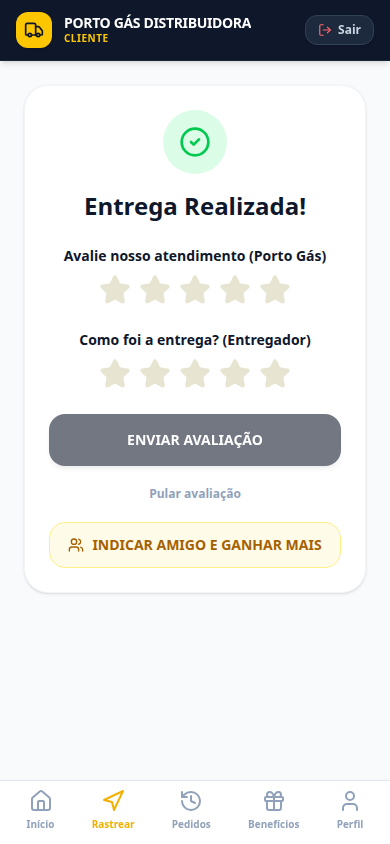 PORTO GÁS DISTRIBUIDORA
CLIENTE
Sair
Entrega Realizada!
Avalie nosso atendimento (Porto Gás)
Como foi a entrega? (Entregador)
ENVIAR AVALIAÇÃO
Pular avaliação
INDICAR AMIGO E GANHAR MAIS
Início
Rastrear
Pedidos
Benefícios
Perfil